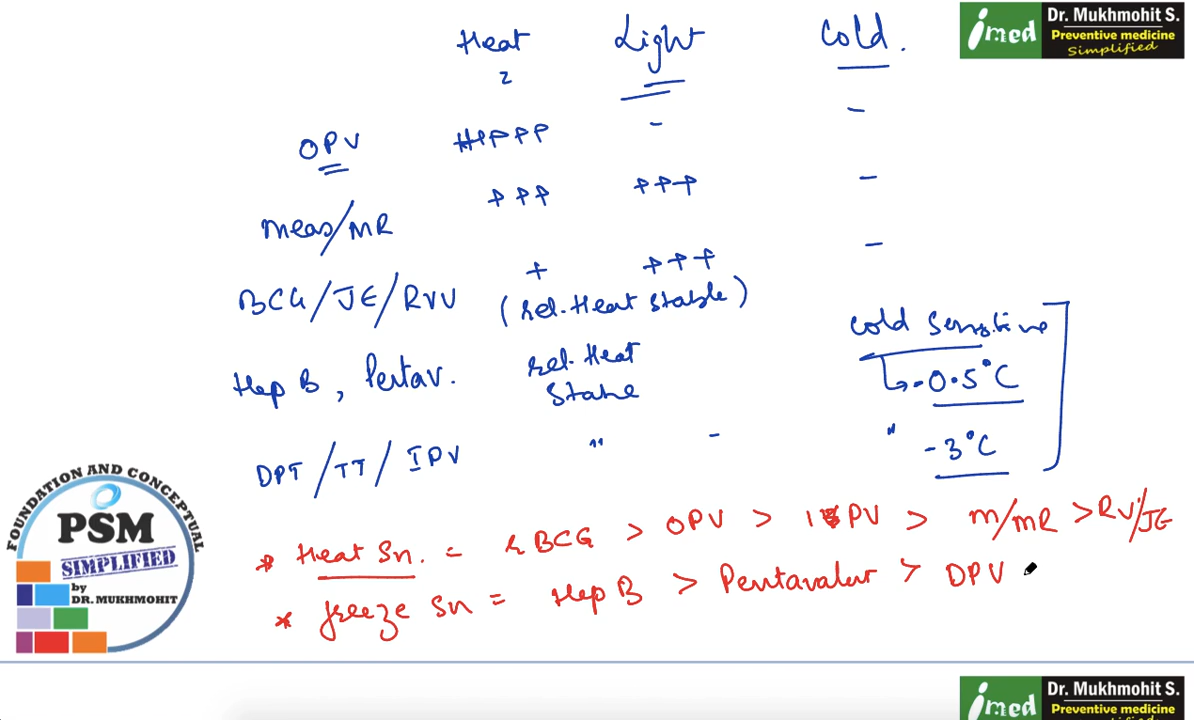 Heat Light Cold.
imed Dr. Mukhmohit S.
Preventive medicine
Simplified
OPV - -
Meas/MR +++ +++ -
BCG/JE/RVV + +++ -
(rel. Heat Stable)
Cold Sensitive
Hep B, Pentav. rel. Heat Stable → -0.5°C
DPT/TT/IPV " - " -3°C
FOUNDATION AND CONCEPTUAL
PSM
SIMPLIFIED
by
DR. MUKHMOHIT
* Heat Sn. = r BCG > OPV > IPV > M/MR > RV/JE
* freeze Sn = Hep B > Pentavalent > DPV
imed Dr. Mukhmohit S.
Preventive medicine